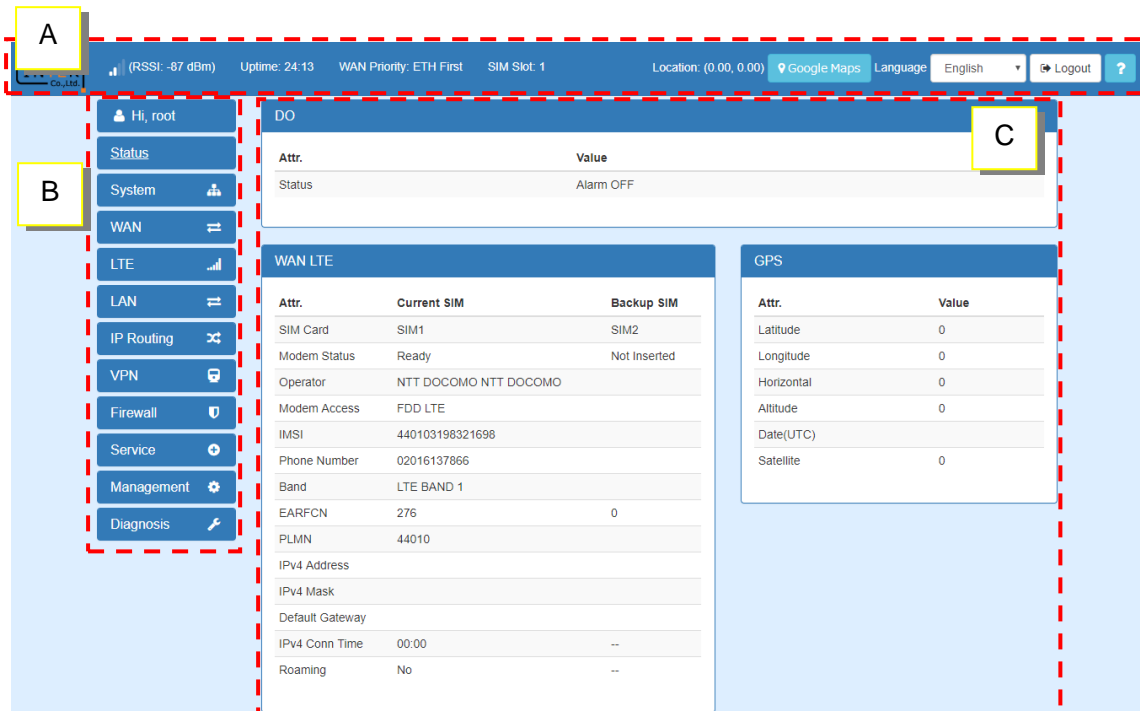 A
Co.,Ltd.
(RSSI: -87 dBm) Uptime: 24:13 WAN Priority: ETH First SIM Slot: 1 Location: (0.00, 0.00) Google Maps Language English Logout ?
B
Hi, root
Status
System
WAN
LTE
LAN
IP Routing
VPN
Firewall
Service
Management
Diagnosis
C
DO
Attr. Value
Status Alarm OFF
WAN LTE
Attr. Current SIM Backup SIM
SIM Card SIM1 SIM2
Modem Status Ready Not Inserted
Operator NTT DOCOMO NTT DOCOMO
Modem Access FDD LTE
IMSI 440103198321698
Phone Number 02016137866
Band LTE BAND 1
EARFCN 276 0
PLMN 44010
IPv4 Address
IPv4 Mask
Default Gateway
IPv4 Conn Time 00:00 --
Roaming No --
GPS
Attr. Value
Latitude 0
Longitude 0
Horizontal 0
Altitude 0
Date(UTC)
Satellite 0